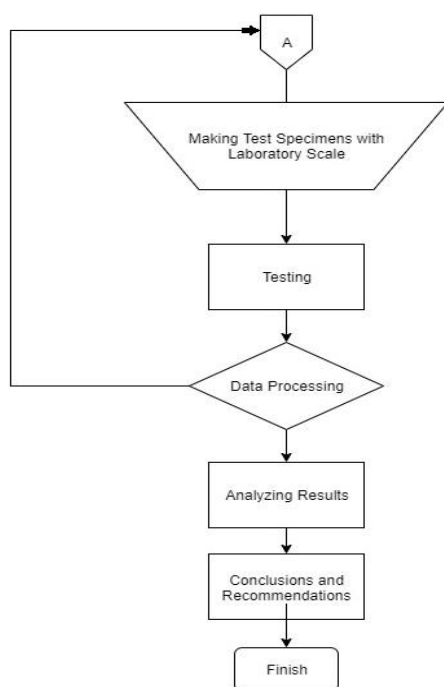 A
Making Test Specimens with
Laboratory Scale
Testing
Data Processing
Analyzing Results
Conclusions and
Recommendations
Finish